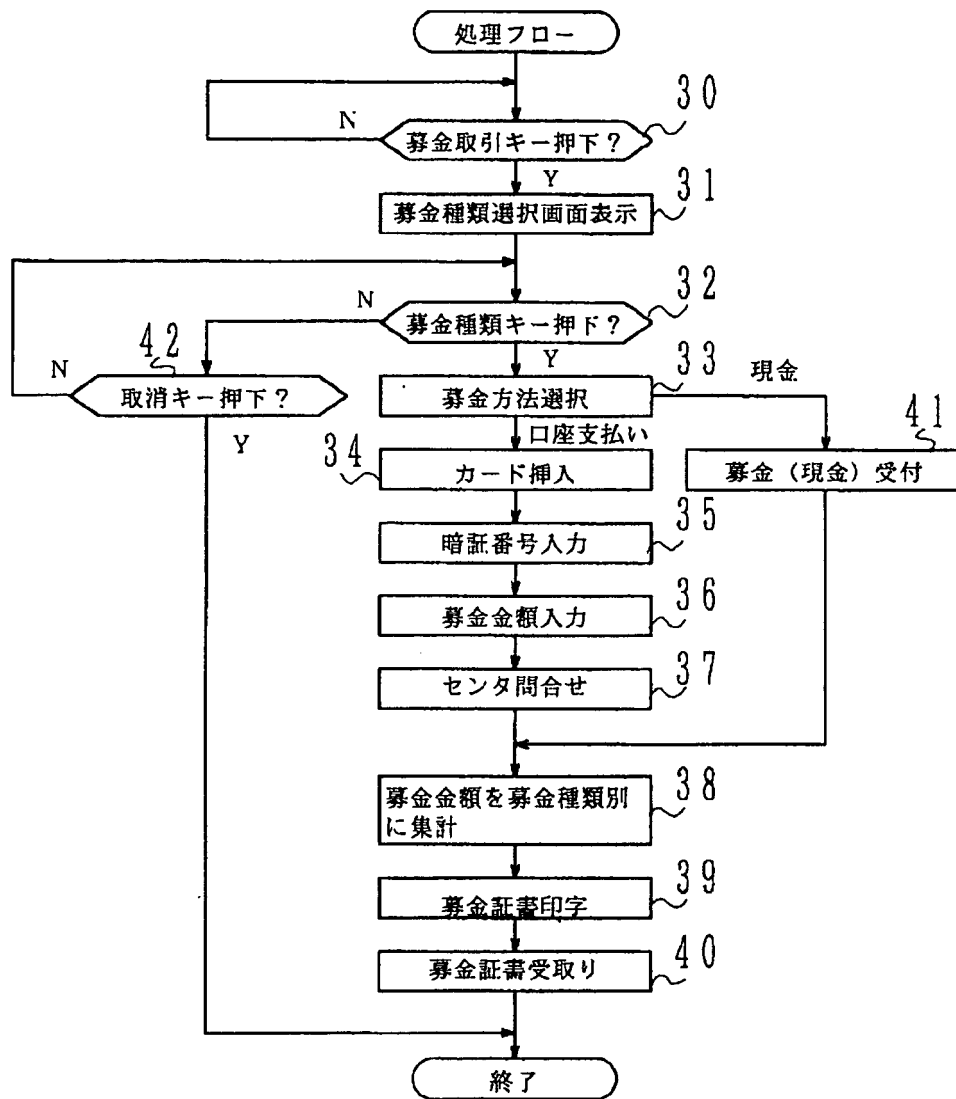 処理フロー
30
N
募金取引キー押下？
Y
31
募金種類選択画面表示
32
N
募金種類キー押下？
42
Y
33
現金
N
取消キー押下？
募金方法選択
41
Y
口座支払い
34
カード挿入
募金（現金）受付
35
暗証番号入力
36
募金金額入力
37
センタ問合せ
38
募金金額を募金種類別
に集計
39
募金証書印字
40
募金証書受取り
終了